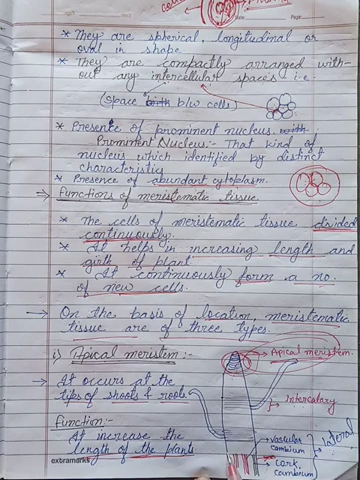 Date
Page
* They are spherical, longitudinal or
oval in shape
* They are compactly arranged with-
out any intercellular spaces i.e.
(space b/w cells)
* Presence of prominent nucleus.
Prominent Nucleus:- That kind of
nucleus which identified by distinct
characteristics
* Presence of abundant cytoplasm.
→ Functions of meristematic tissue
* The cells of meristematic tissue divided
continuously.
* It helps in increasing length and
girth of plant
* It continuously form a no.
of new cells.
→ On the basis of location, meristematic
tissue are of three types.
i) Apical meristem:-
→ Apical meristem
→ It occurs at the
tips of shoots & roots
→ Intercalary
Function:-
It increase the
length of the plants
→ vascular
cambium
→ Cork
cambium
lateral
extramarks